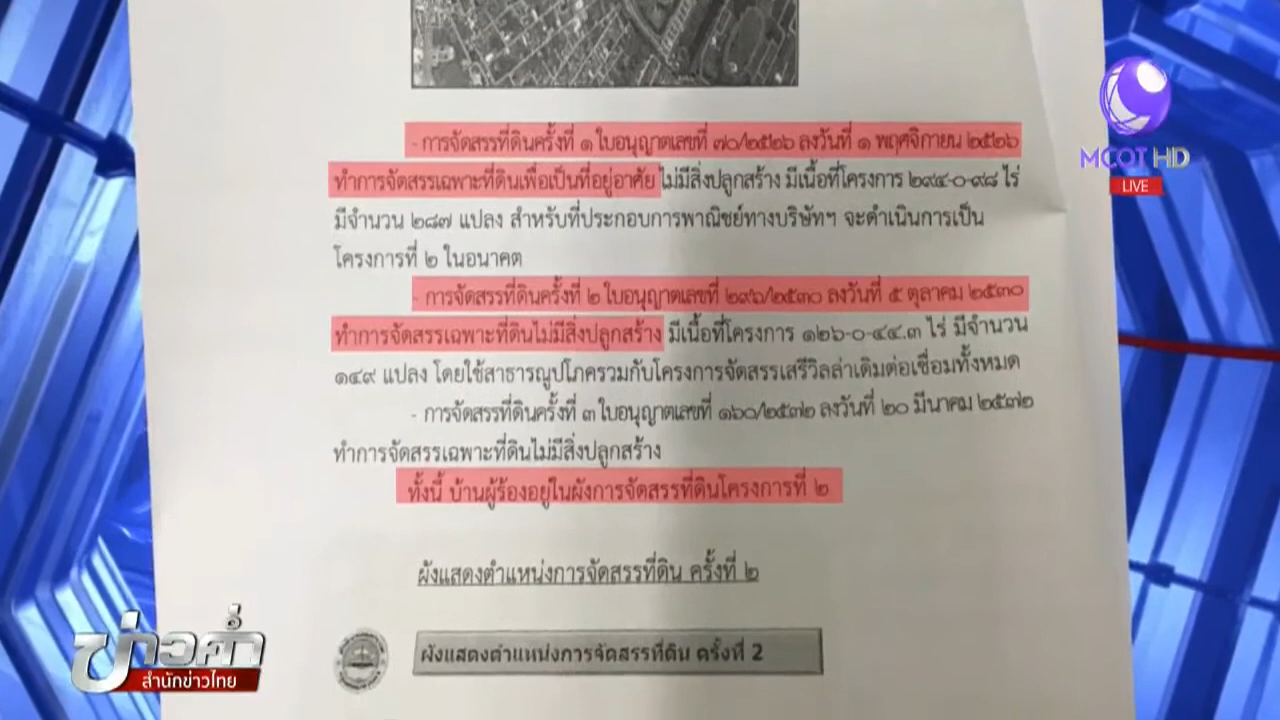 MCOT HD
LIVE
- การจัดสรรที่ดินครั้งที่ ๑ ใบอนุญาตเลขที่ ๗๐/๒๕๒๖ ลงวันที่ ๑ พฤศจิกายน ๒๕๒๖
ทำการจัดสรรเฉพาะที่ดินเพื่อเป็นที่อยู่อาศัย ไม่มีสิ่งปลูกสร้าง มีเนื้อที่โครงการ ๒๙๔-๐-๙๘ ไร่
มีจำนวน ๒๘๗ แปลง สำหรับที่ประกอบการพาณิชย์ทางบริษัทฯ จะดำเนินการเป็น
โครงการที่ ๒ ในอนาคต
- การจัดสรรที่ดินครั้งที่ ๒ ใบอนุญาตเลขที่ ๒๙๖/๒๕๓๐ ลงวันที่ ๕ ตุลาคม ๒๕๓๐
ทำการจัดสรรเฉพาะที่ดินไม่มีสิ่งปลูกสร้าง มีเนื้อที่โครงการ ๑๒๖-๐-๔๔.๓ ไร่ มีจำนวน
๑๔๙ แปลง โดยใช้สาธารณูปโภครวมกับโครงการจัดสรรเสรีวิลล่าเดิมต่อเชื่อมทั้งหมด
- การจัดสรรที่ดินครั้งที่ ๓ ใบอนุญาตเลขที่ ๑๖๐/๒๕๓๒ ลงวันที่ ๒๐ มีนาคม ๒๕๓๒
ทำการจัดสรรเฉพาะที่ดินไม่มีสิ่งปลูกสร้าง
ทั้งนี้ บ้านผู้ร้องอยู่ในผังการจัดสรรที่ดินโครงการที่ ๒
ผังแสดงตำแหน่งการจัดสรรที่ดิน ครั้งที่ ๒
ผังแสดงตำแหน่งการจัดสรรที่ดิน ครั้งที่ 2
ข่าวค่ำ
สำนักข่าวไทย